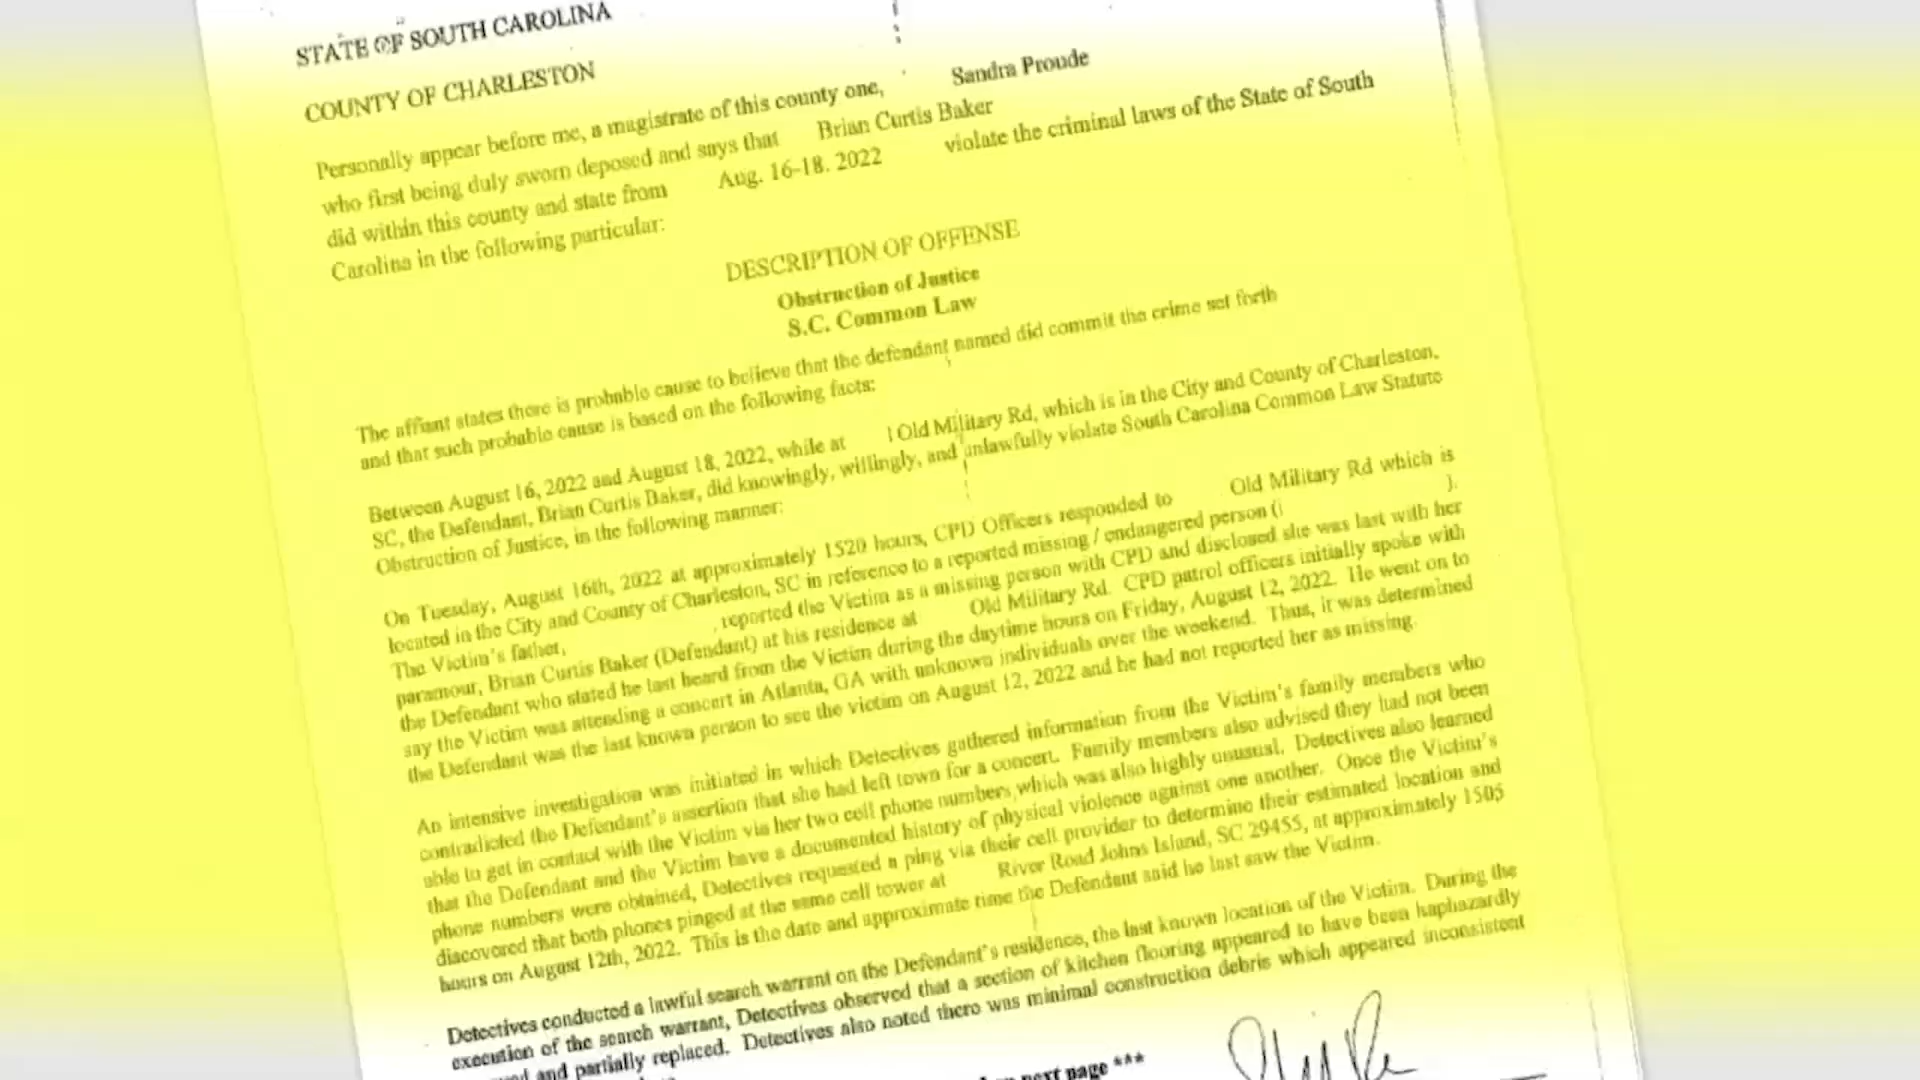 STATE OF SOUTH CAROLINA
COUNTY OF CHARLESTON
Personally appear before me, a magistrate of this county one, Sandra Proude
who first being duly sworn deposed and says that Brian Curtis Baker
did within this county and state from Aug. 16-18. 2022 violate the criminal laws of the State of South
Carolina in the following particular:
DESCRIPTION OF OFFENSE
Obstruction of Justice
S.C. Common Law
The affiant states there is probable cause to believe that the defendant named did commit the crime set forth
and that such probable cause is based on the following facts:
Between August 16, 2022 and August 18, 2022, while at Old Military Rd, which is in the City and County of Charleston,
SC, the Defendant, Brian Curtis Baker, did knowingly, willingly, and unlawfully violate South Carolina Common Law Statute
Obstruction of Justice, in the following manner:
On Tuesday, August 16th, 2022 at approximately 1520 hours, CPD Officers responded to Old Military Rd which is
located in the City and County of Charleston, SC in reference to a reported missing / endangered person ( ).
The Victim's father, , reported the Victim as a missing person with CPD and disclosed she was last with her
paramour, Brian Curtis Baker (Defendant) at his residence at Old Military Rd. CPD patrol officers initially spoke with
the Defendant who stated he last heard from the Victim during the daytime hours on Friday, August 12, 2022. He went on to
say the Victim was attending a concert in Atlanta, GA with unknown individuals over the weekend. Thus, it was determined
the Defendant was the last known person to see the victim on August 12, 2022 and he had not reported her as missing.
An intensive investigation was initiated in which Detectives gathered information from the Victim's family members who
contradicted the Defendant's assertion that she had left town for a concert. Family members also advised they had not been
able to get in contact with the Victim via her two cell phone numbers, which was also highly unusual. Detectives also learned
that the Defendant and the Victim have a documented history of physical violence against one another. Once the Victim's
phone numbers were obtained, Detectives requested a ping via their cell provider to determine their estimated location and
discovered that both phones pinged at the same cell tower at River Road Johns Island, SC 29455, at approximately 1505
hours on August 12th, 2022. This is the date and approximate time the Defendant said he last saw the Victim.
Detectives conducted a lawful search warrant on the Defendant's residence, the last known location of the Victim. During the
execution of the search warrant, Detectives observed that a section of kitchen flooring appeared to have been haphazardly
and partially replaced. Detectives also noted there was minimal construction debris which appeared inconsistent
next page ***